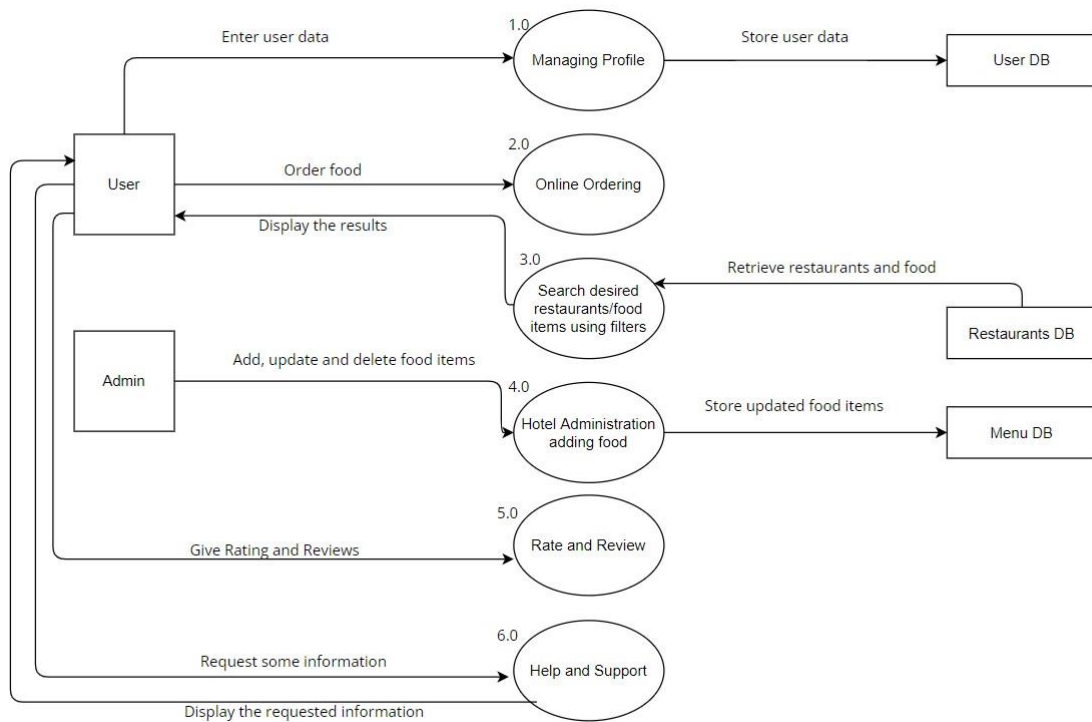 1.0
Enter user data
Managing Profile
Store user data
User DB
2.0
User
Order food
Online Ordering
Display the results
3.0
Search desired
restaurants/food
items using filters
Retrieve restaurants and food
Restaurants DB
Admin
Add, update and delete food items
4.0
Hotel Administration
adding food
Store updated food items
Menu DB
5.0
Give Rating and Reviews
Rate and Review
6.0
Request some information
Help and Support
Display the requested information